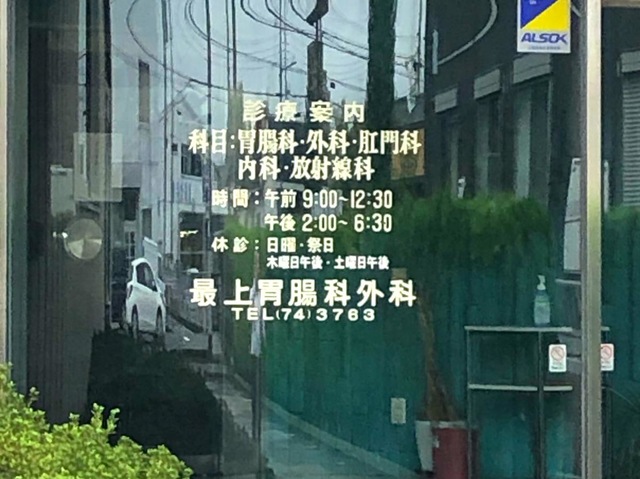 ALSOK
診療案内
科目:胃腸科・外科・肛門科
内科・放射線科
時間:午前 9:00~12:30
午後 2:00~6:30
休診:日曜・祭日
木曜日午後・土曜日午後
最上胃腸科外科
TEL(74)3763